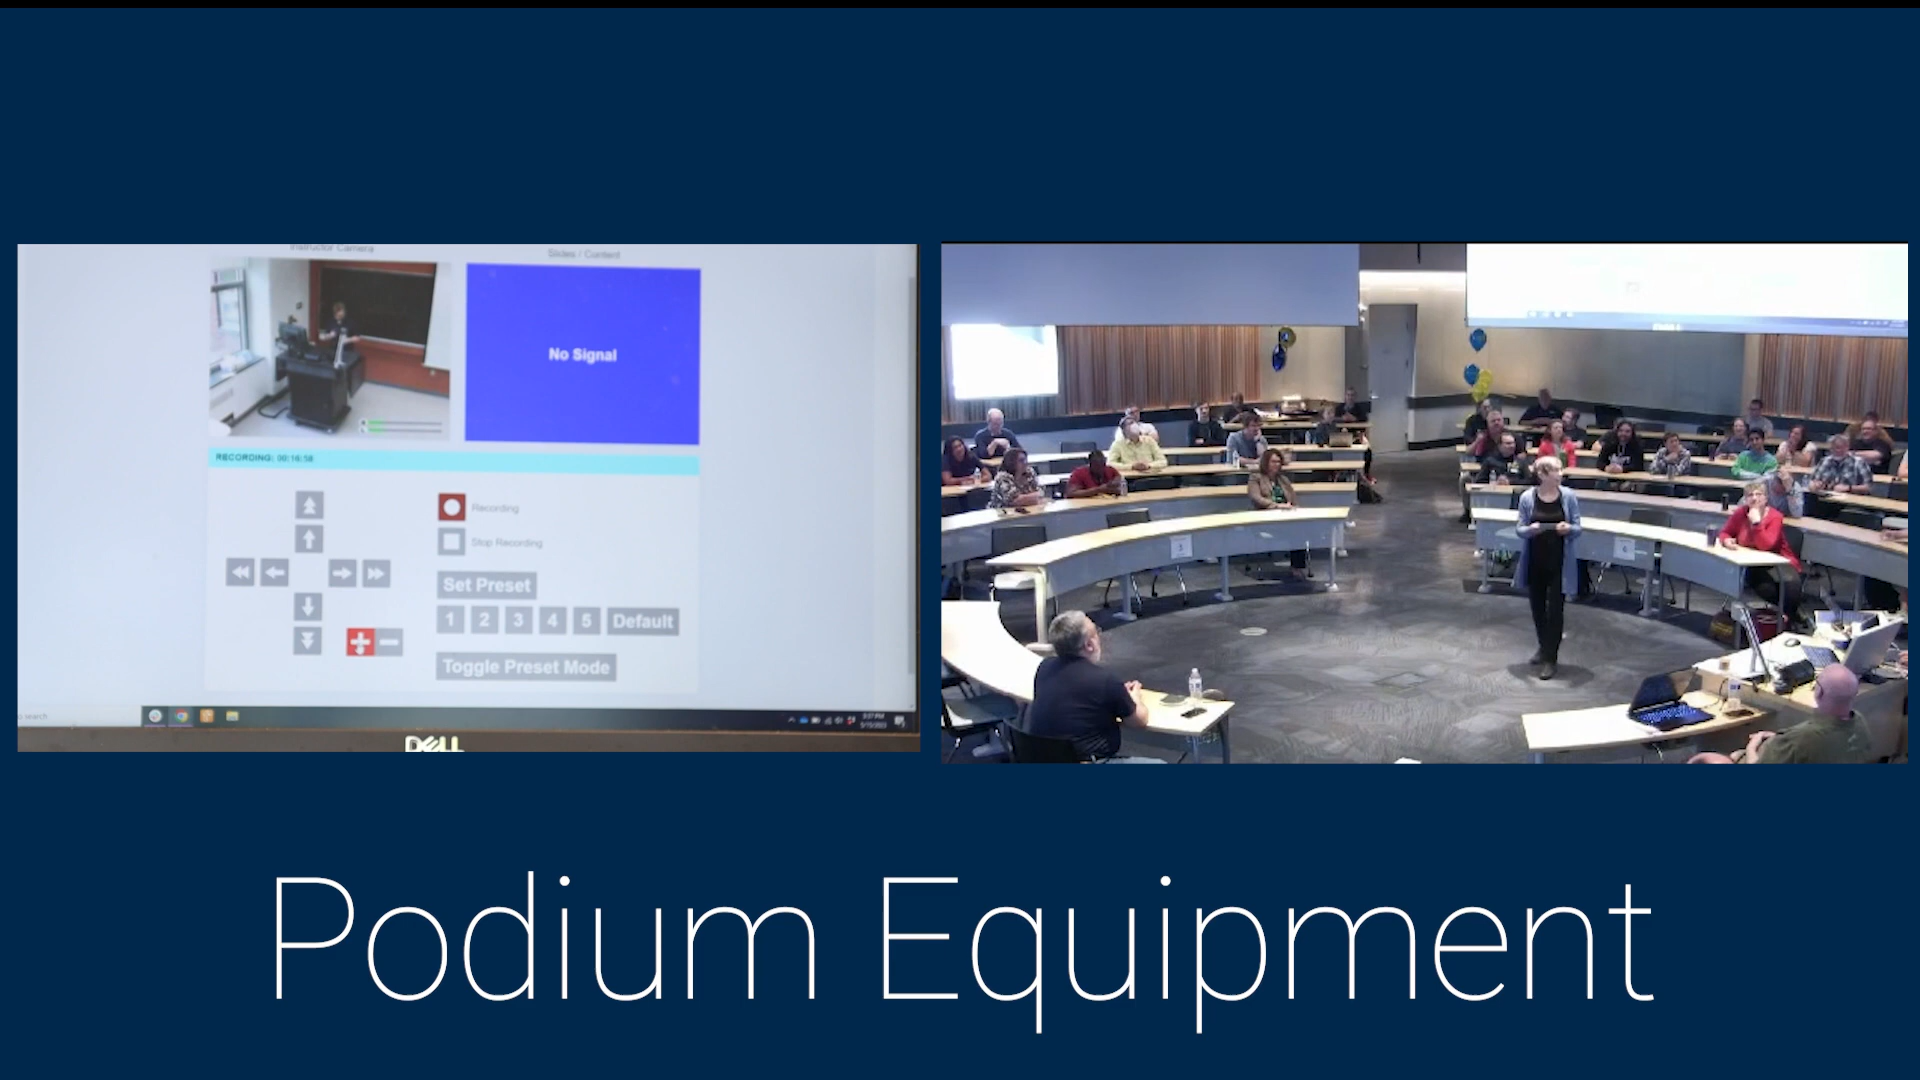 Instructor Camera
Slides / Content
No Signal
RECORDING: 00:16:58
Recording
Stop Recording
Set Preset
1 2 3 4 5 Default
Toggle Preset Mode
DELL
Podium Equipment